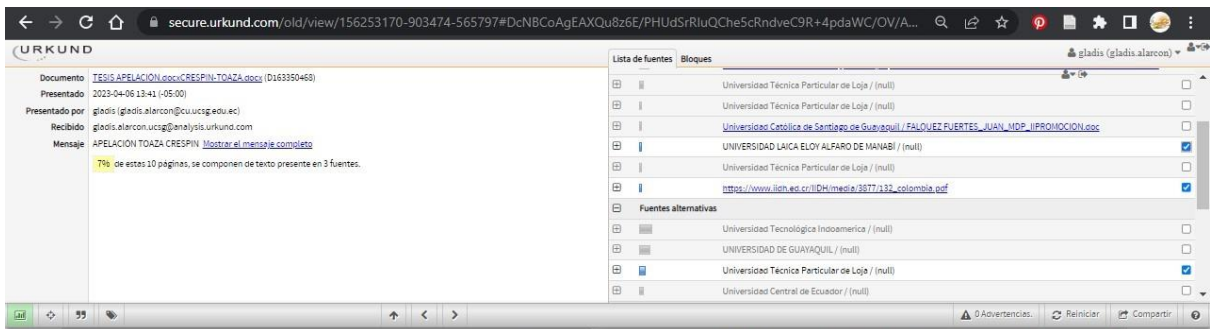 secure.urkund.com/old/view/156253170-903474-565797#DcNBCoAgEAXQu8z6E/PHUdSrRIuQChe5cRndveC9R+4pdaWC/OV/A...
URKUND
gladis (gladis.alarcon)
Documento TESIS APELACIÓN.docxCRESPIN-TOAZA.docx (D163350468)
Presentado 2023-04-06 13:41 (-05:00)
Presentado por gladis (gladis.alarcon@cu.ucsg.edu.ec)
Recibido gladis.alarcon.ucsg@analysis.urkund.com
Mensaje APELACIÓN TOAZA CRESPIN Mostrar el mensaje completo
7% de estas 10 páginas, se componen de texto presente en 3 fuentes.
Lista de fuentes Bloques
Universidad Técnica Particular de Loja / (null)
Universidad Técnica Particular de Loja / (null)
Universidad Católica de Santiago de Guayaquil / FALQUEZ FUERTES_JUAN_MDP_IIPROMOCION.doc
UNIVERSIDAD LAICA ELOY ALFARO DE MANABÍ / (null)
Universidad Técnica Particular de Loja / (null)
https://www.iidh.ed.cr/IIDH/media/3877/132_colombia.pdf
Fuentes alternativas
Universidad Tecnológica Indoamerica / (null)
UNIVERSIDAD DE GUAYAQUIL / (null)
Universidad Técnica Particular de Loja / (null)
Universidad Central de Ecuador / (null)
0 Advertencias. Reiniciar Compartir